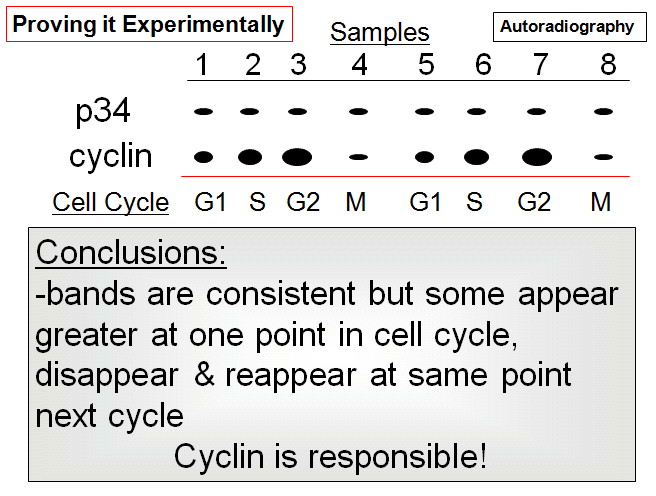 Proving it Experimentally
Samples
Autoradiography
1 2 3 4 5 6 7 8
p34
cyclin
Cell Cycle G1 S G2 M G1 S G2 M
Conclusions:
-bands are consistent but some appear
greater at one point in cell cycle,
disappear & reappear at same point
next cycle
Cyclin is responsible!